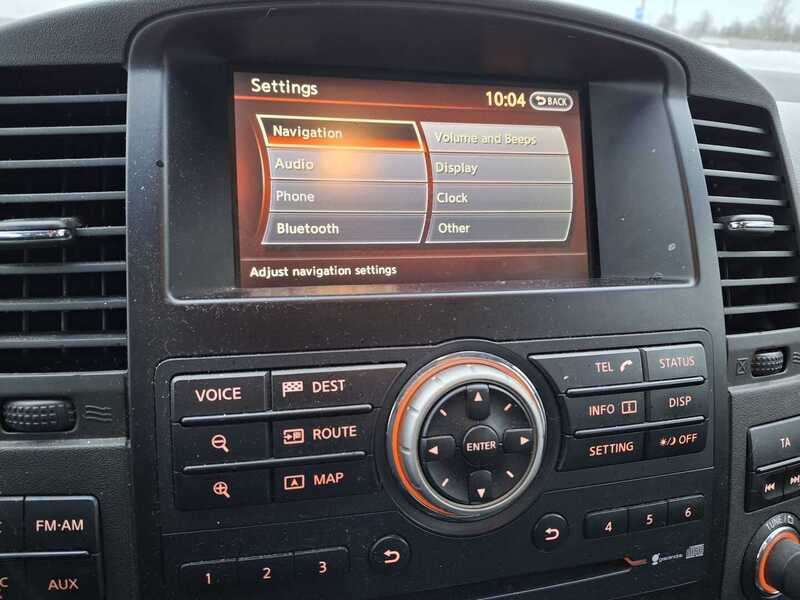 Settings
10:04 BACK
Navigation
Volume and Beeps
Audio
Display
Phone
Clock
Bluetooth
Other
Adjust navigation settings
VOICE
DEST
ROUTE
MAP
ENTER
TEL
STATUS
INFO
DISP
SETTING
OFF
FM·AM
AUX
1 2 3
4 5 6
TA
TUNE
gracenote